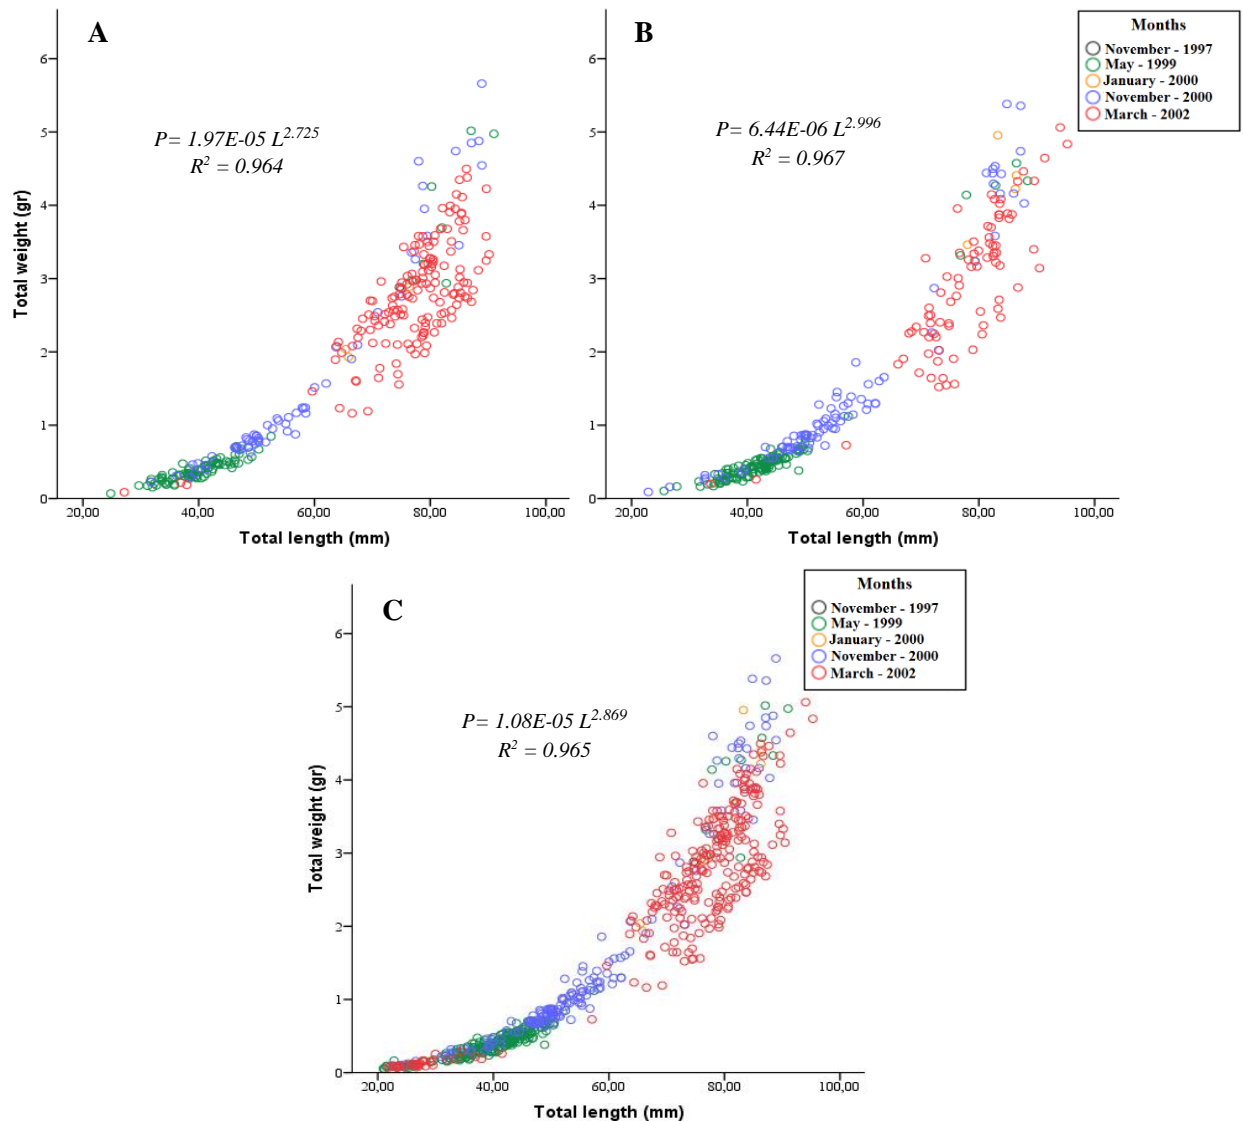 A
B
Months
November - 1997
May - 1999
January - 2000
November - 2000
March - 2002
6
5
4
3
2
1
0
P= 1.97E-05 L^2.725
R² = 0.964
Total weight (gr)
20,00 40,00 60,00 80,00 100,00
Total length (mm)
6
5
4
3
2
1
0
P= 6.44E-06 L^2.996
R² = 0.967
20,00 40,00 60,00 80,00 100,00
Total length (mm)
C
Months
November - 1997
May - 1999
January - 2000
November - 2000
March - 2002
6
5
4
3
2
1
0
P= 1.08E-05 L^2.869
R² = 0.965
Total weight (gr)
20,00 40,00 60,00 80,00 100,00
Total length (mm)